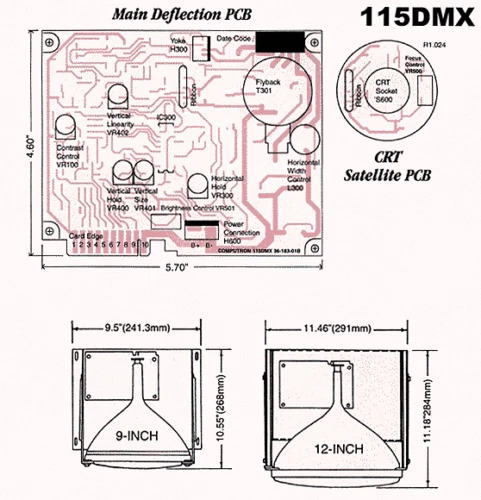 Main Deflection PCB
115DMX
Yoke
H300
Date Code
R1.024
Focus
Control
VR500
Flyback
T301
Ribbon
CRT
Socket
S600
Ribbon
Vertical
Linearity
VR402
IC300
Contrast
Control
VR100
CRT
Satellite PCB
4.60"
Horizontal
Width
Control
L300
Vertical
Hold
VR400
Vertical
Size
VR401
Horizontal
Hold
VR300
Brightness Control VR501
Power
Connection
H600
Card Edge
1 2 3 4 5 6 7 8 9 10
B+ B-
COMPUTRON 115DMX 36-183-01B
5.70"
9.5"(241.3mm)
11.46"(291mm)
10.55"(268mm)
11.18"284mm)
9-INCH
12-INCH